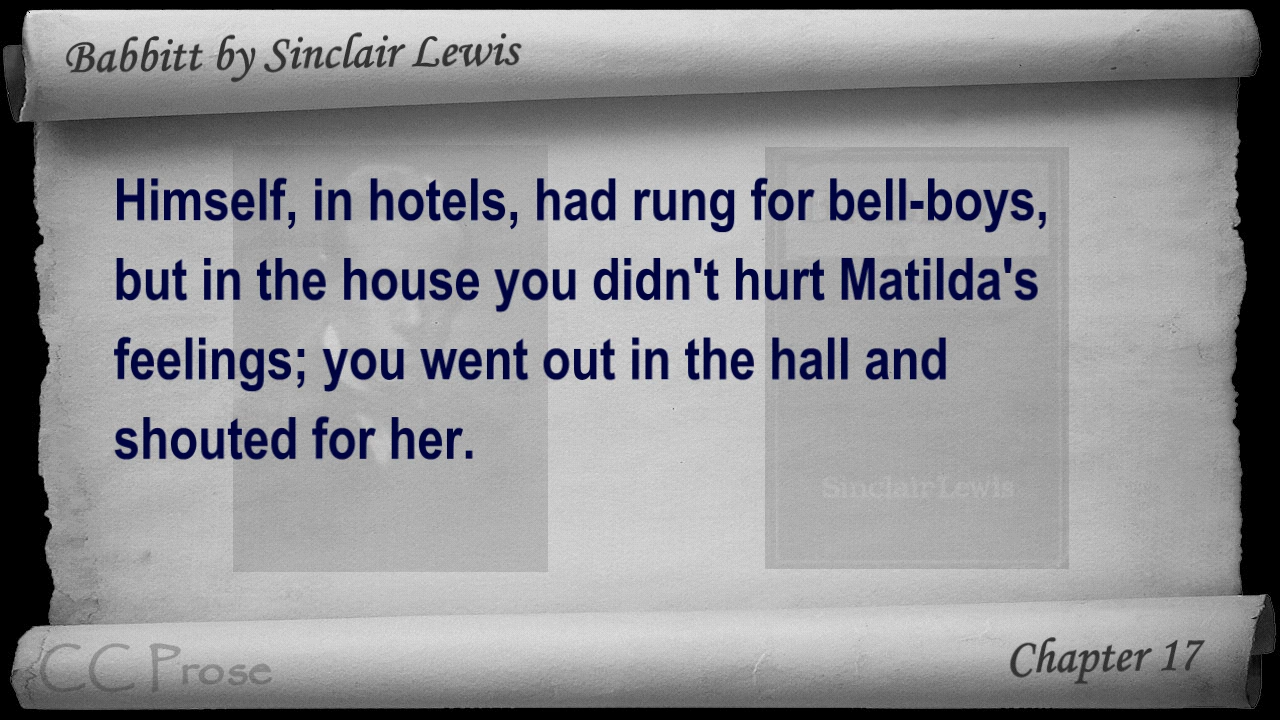 Babbitt by Sinclair Lewis
Himself, in hotels, had rung for bell-boys,
but in the house you didn't hurt Matilda's
feelings; you went out in the hall and
shouted for her.
Sinclair Lewis
CC Prose
Chapter 17